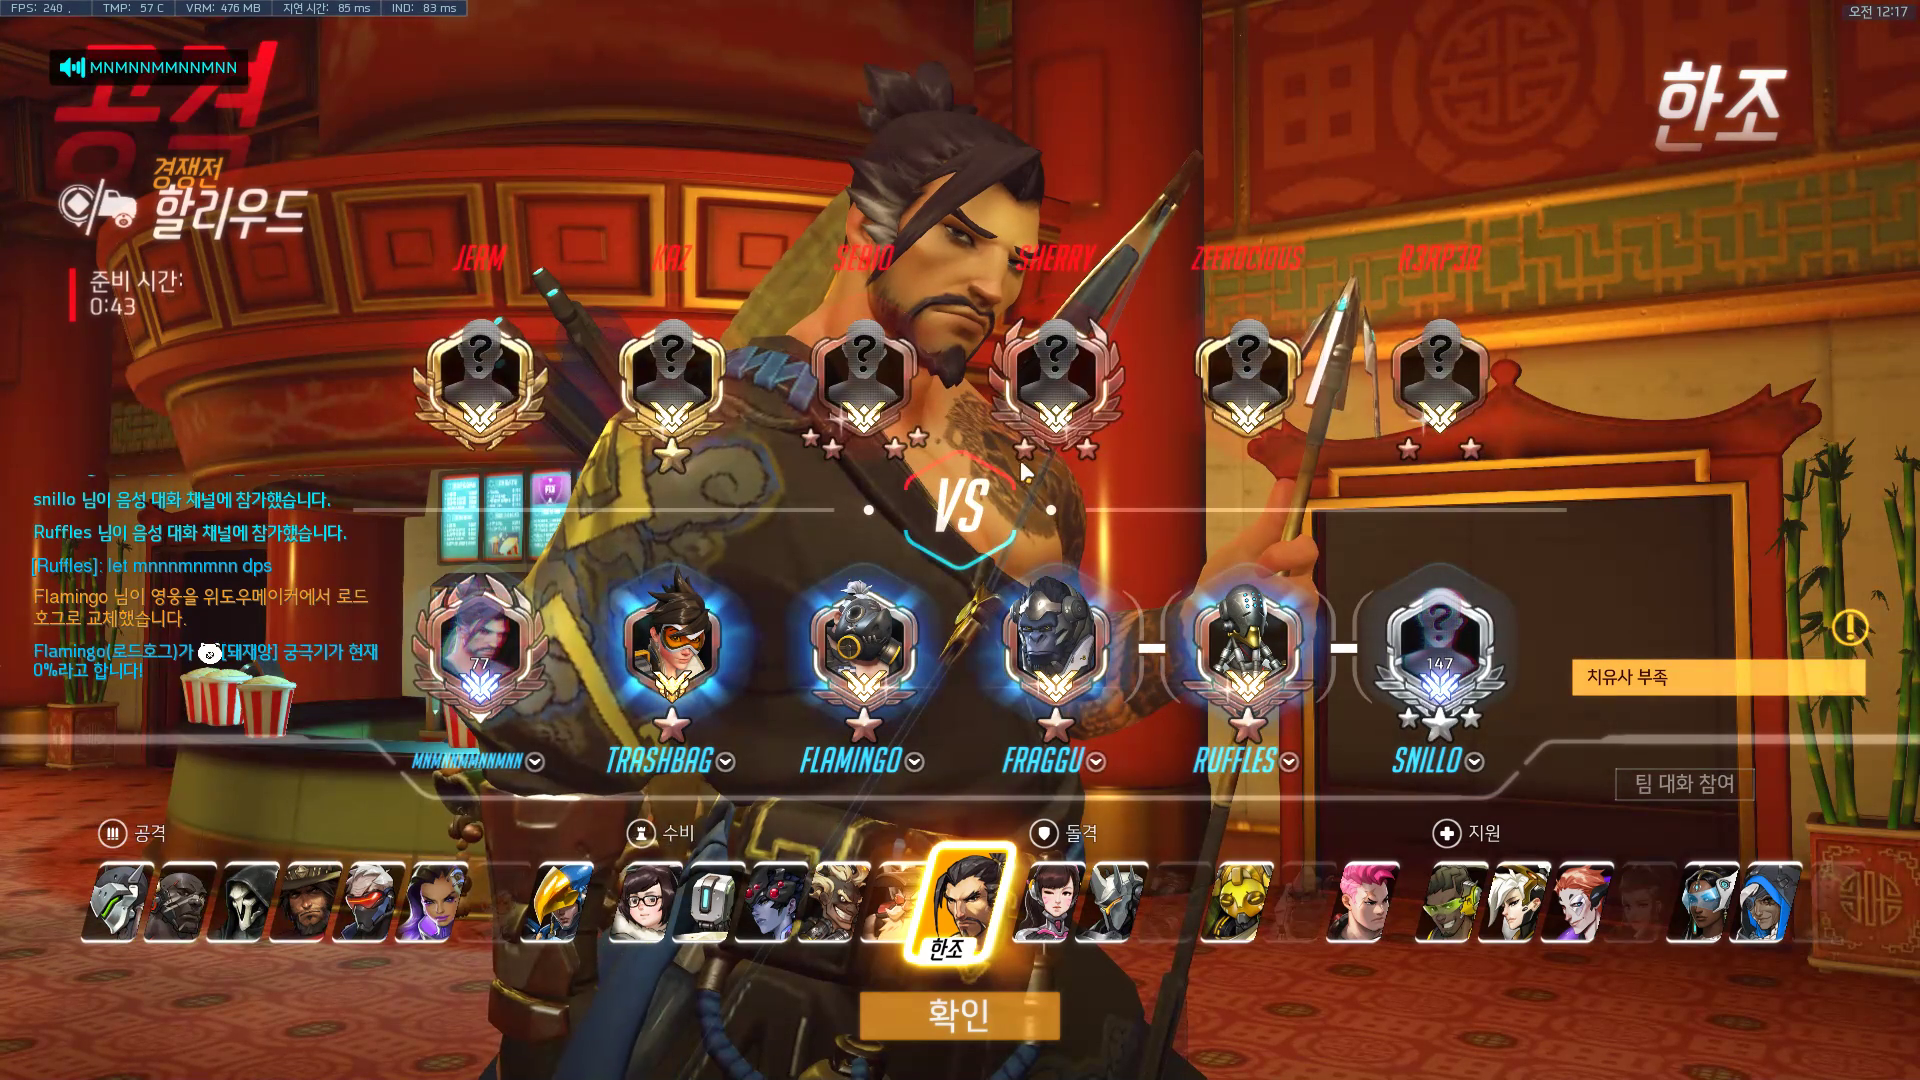 FPS: 240 .
TMP: 57 C
VRM: 476 MB
지연 시간: 85 ms
IND: 83 ms
오전 12:17
공격
MNMNNMMNNMNN
경쟁전
할리우드
한조
준비 시간:
0:43
JEAM
KAZ
SEBIO
SHERRY
ZEEROCIOUS
R3AP3R
VS
snillo 님이 음성 대화 채널에 참가했습니다.
Ruffles 님이 음성 대화 채널에 참가했습니다.
[Ruffles]: let mnnnmnmnn dps
Flamingo 님이 영웅을 위도우메이커에서 로드
호그로 교체했습니다.
Flamingo(로드호그)가 [돼재앙] 궁극기가 현재
0%라고 합니다!
77
147
치유사 부족
MNMNNMMNNMNN
TRASHBAG
FLAMINGO
FRAGGU
RUFFLES
SNILLO
팀 대화 참여
공격
수비
돌격
지원
한조
확인